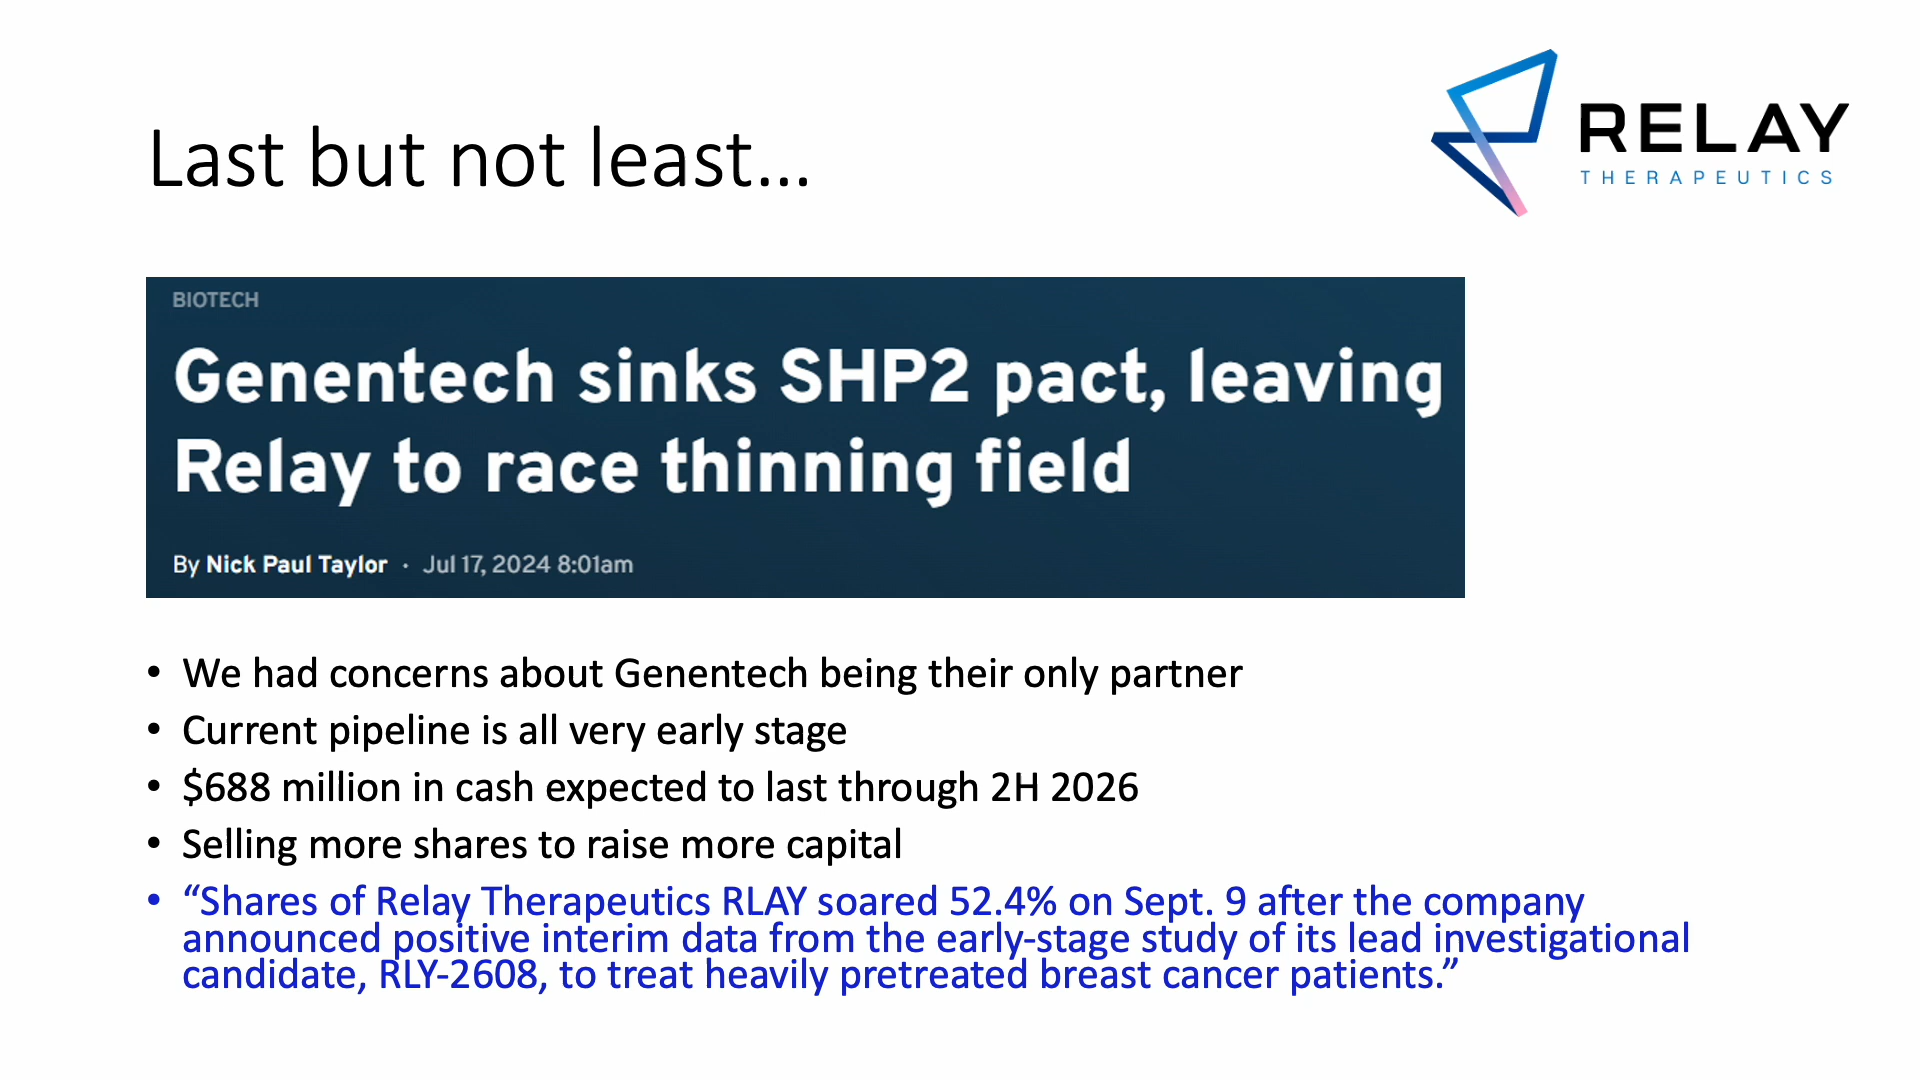 Last but not least...
RELAY
THERAPEUTICS
BIOTECH
Genentech sinks SHP2 pact, leaving
Relay to race thinning field
By Nick Paul Taylor · Jul 17, 2024 8:01am
• We had concerns about Genentech being their only partner
• Current pipeline is all very early stage
• $688 million in cash expected to last through 2H 2026
• Selling more shares to raise more capital
• “Shares of Relay Therapeutics RLAY soared 52.4% on Sept. 9 after the company
announced positive interim data from the early-stage study of its lead investigational
candidate, RLY-2608, to treat heavily pretreated breast cancer patients.”